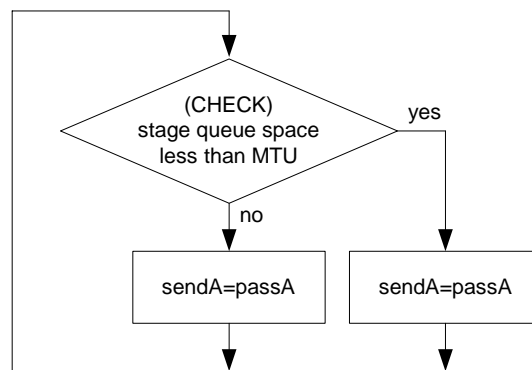 (CHECK)
stage queue space
less than MTU
yes
no
sendA=passA
sendA=passA